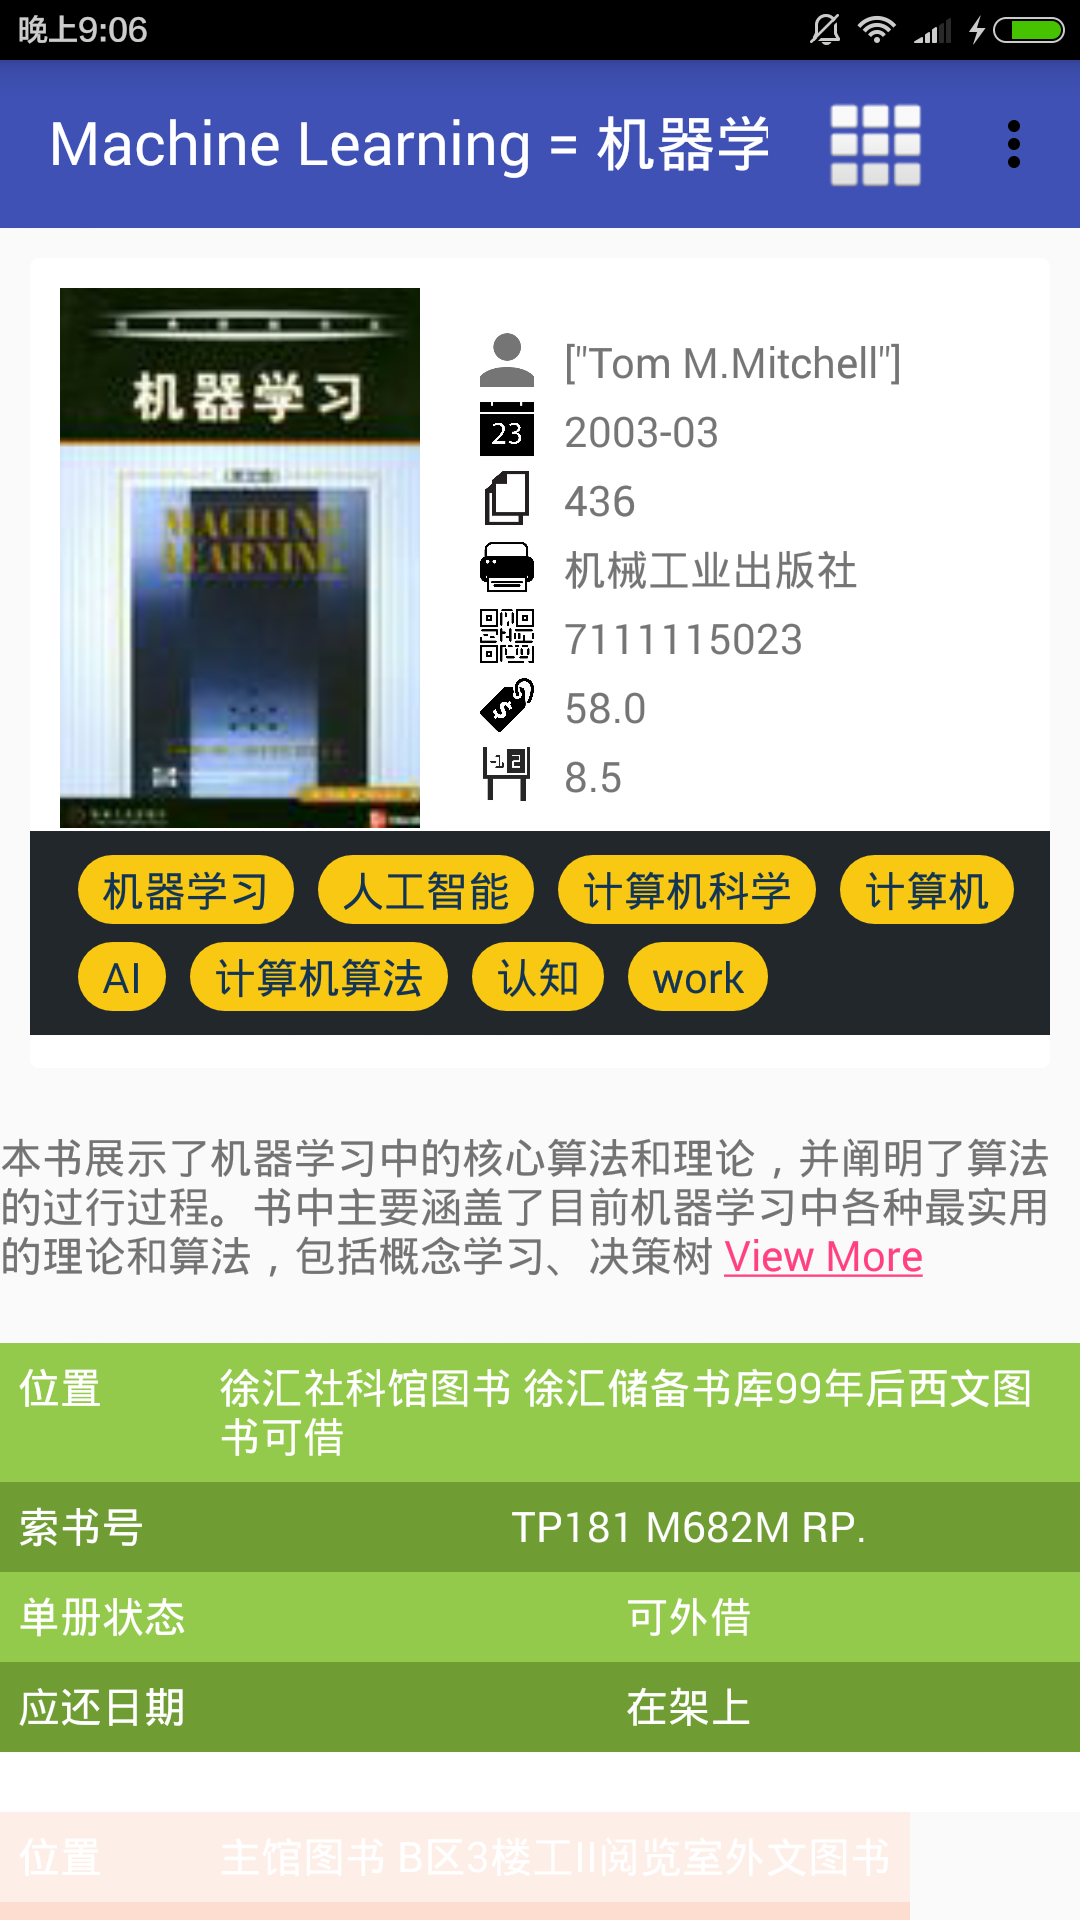 晚上9:06
Machine Learning = 机器学
机器学习
MACHINE
LEARNING
["Tom M.Mitchell"]
23
2003-03
436
机械工业出版社
7111115023
58.0
8.5
机器学习 人工智能 计算机科学 计算机
AI 计算机算法 认知 work
本书展示了机器学习中的核心算法和理论，并阐明了算法
的过行过程。书中主要涵盖了目前机器学习中各种最实用
的理论和算法，包括概念学习、决策树 View More
位置 徐汇社科馆图书 徐汇储备书库99年后西文图
书可借
索书号 TP181 M682M RP.
单册状态 可外借
应还日期 在架上
位置 主馆图书 B区3楼工II阅览室外文图书